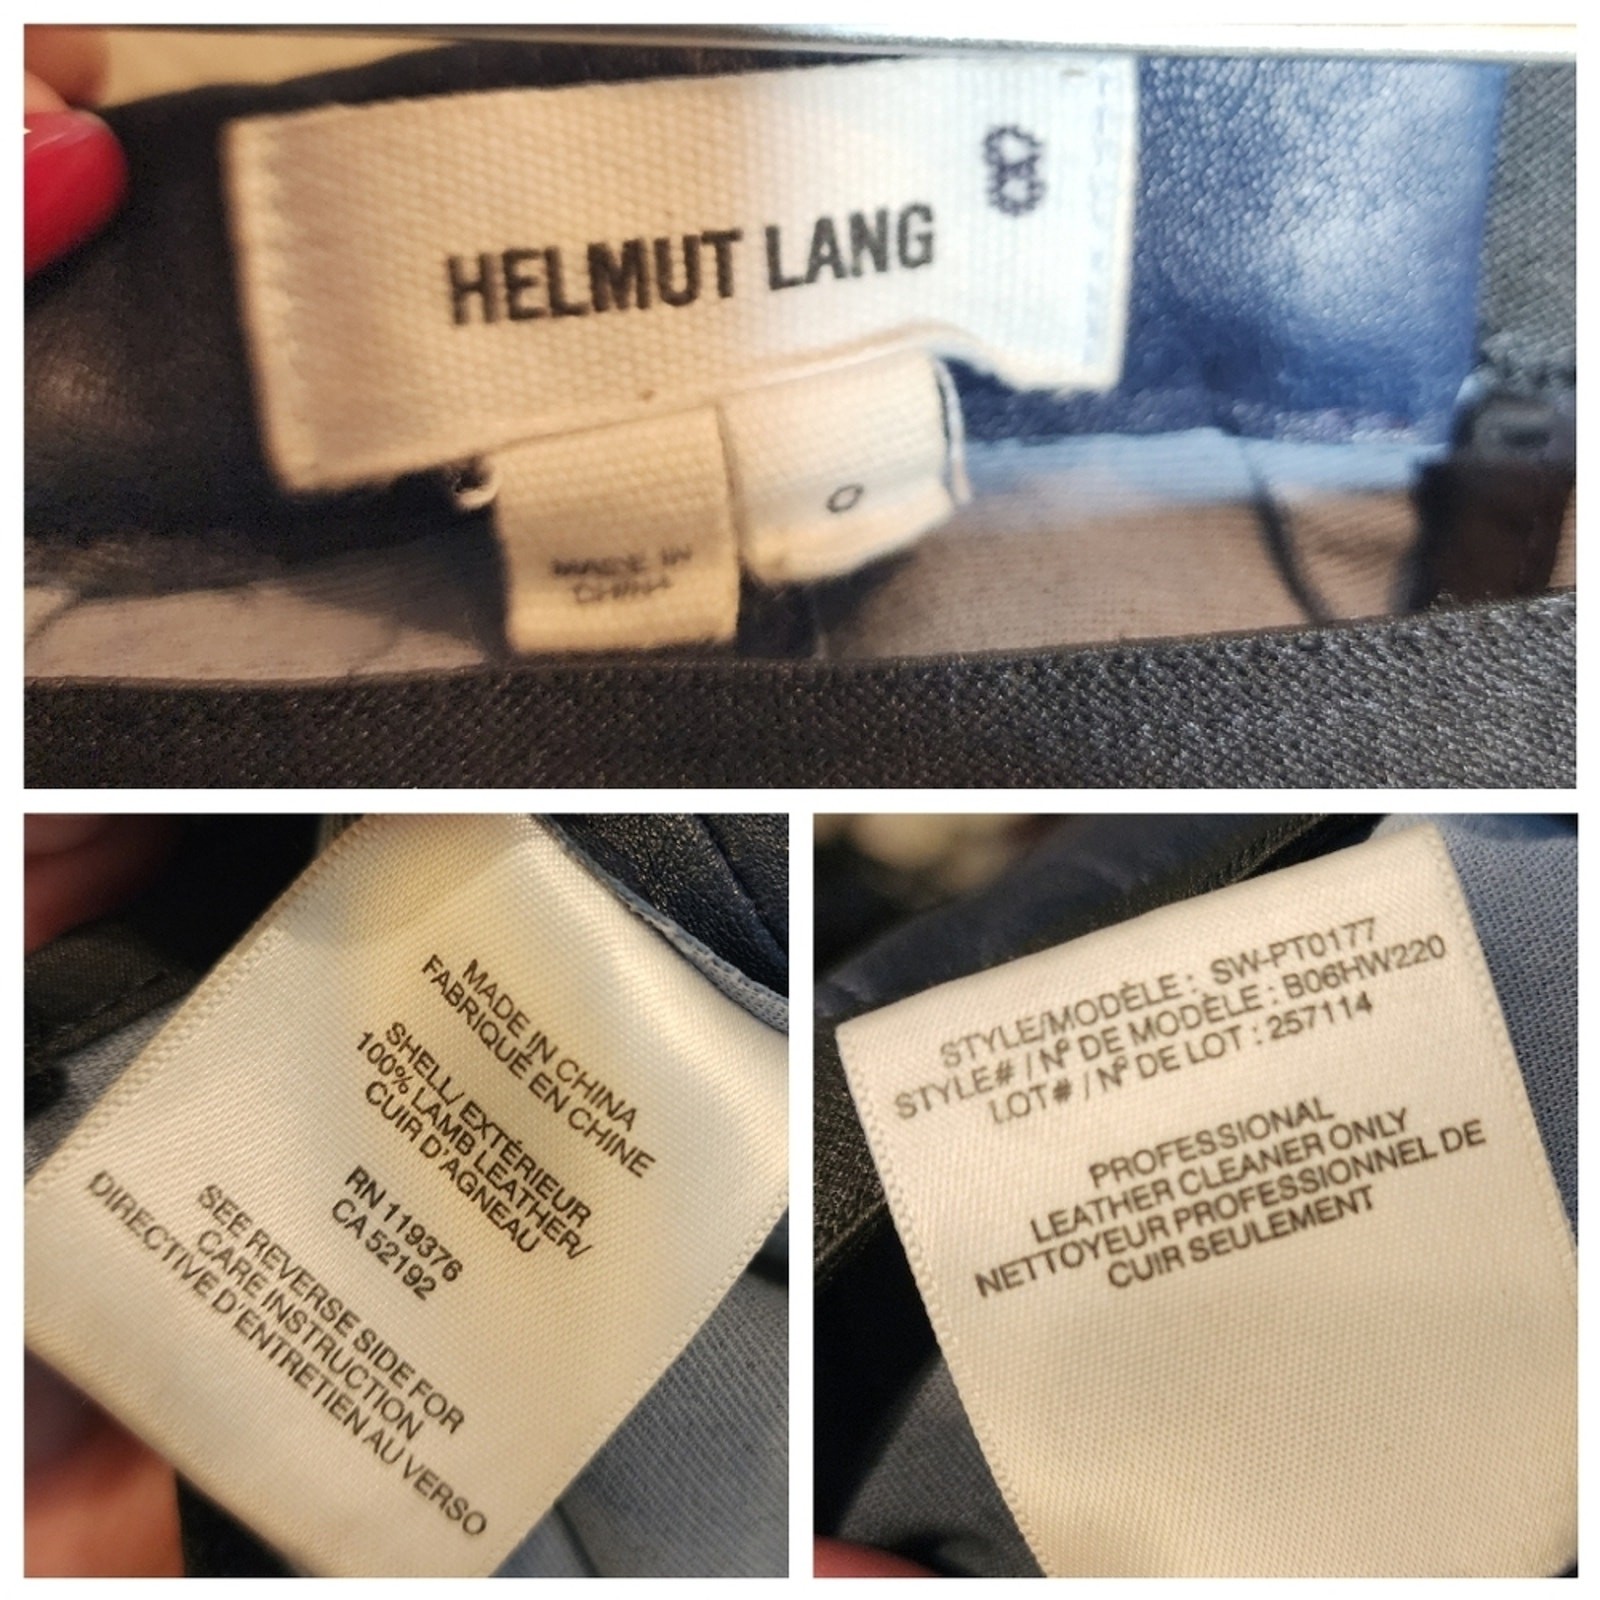 HELMUT LANG
MADE IN
CHINA
0
MADE IN CHINA
FABRIQUÉ EN CHINE
SHELL/ EXTÉRIEUR
100% LAMB LEATHER/
CUIR D'AGNEAU
RN 119376
CA 52192
SEE REVERSE SIDE FOR
CARE INSTRUCTION
DIRECTIVE D'ENTRETIEN AU VERSO
STYLE/MODÈLE : SW-PT0177
STYLE# / Nº DE MODÈLE : B06HW220
LOT# / Nº DE LOT : 257114
PROFESSIONAL
LEATHER CLEANER ONLY
NETTOYEUR PROFESSIONNEL DE
CUIR SEULEMENT